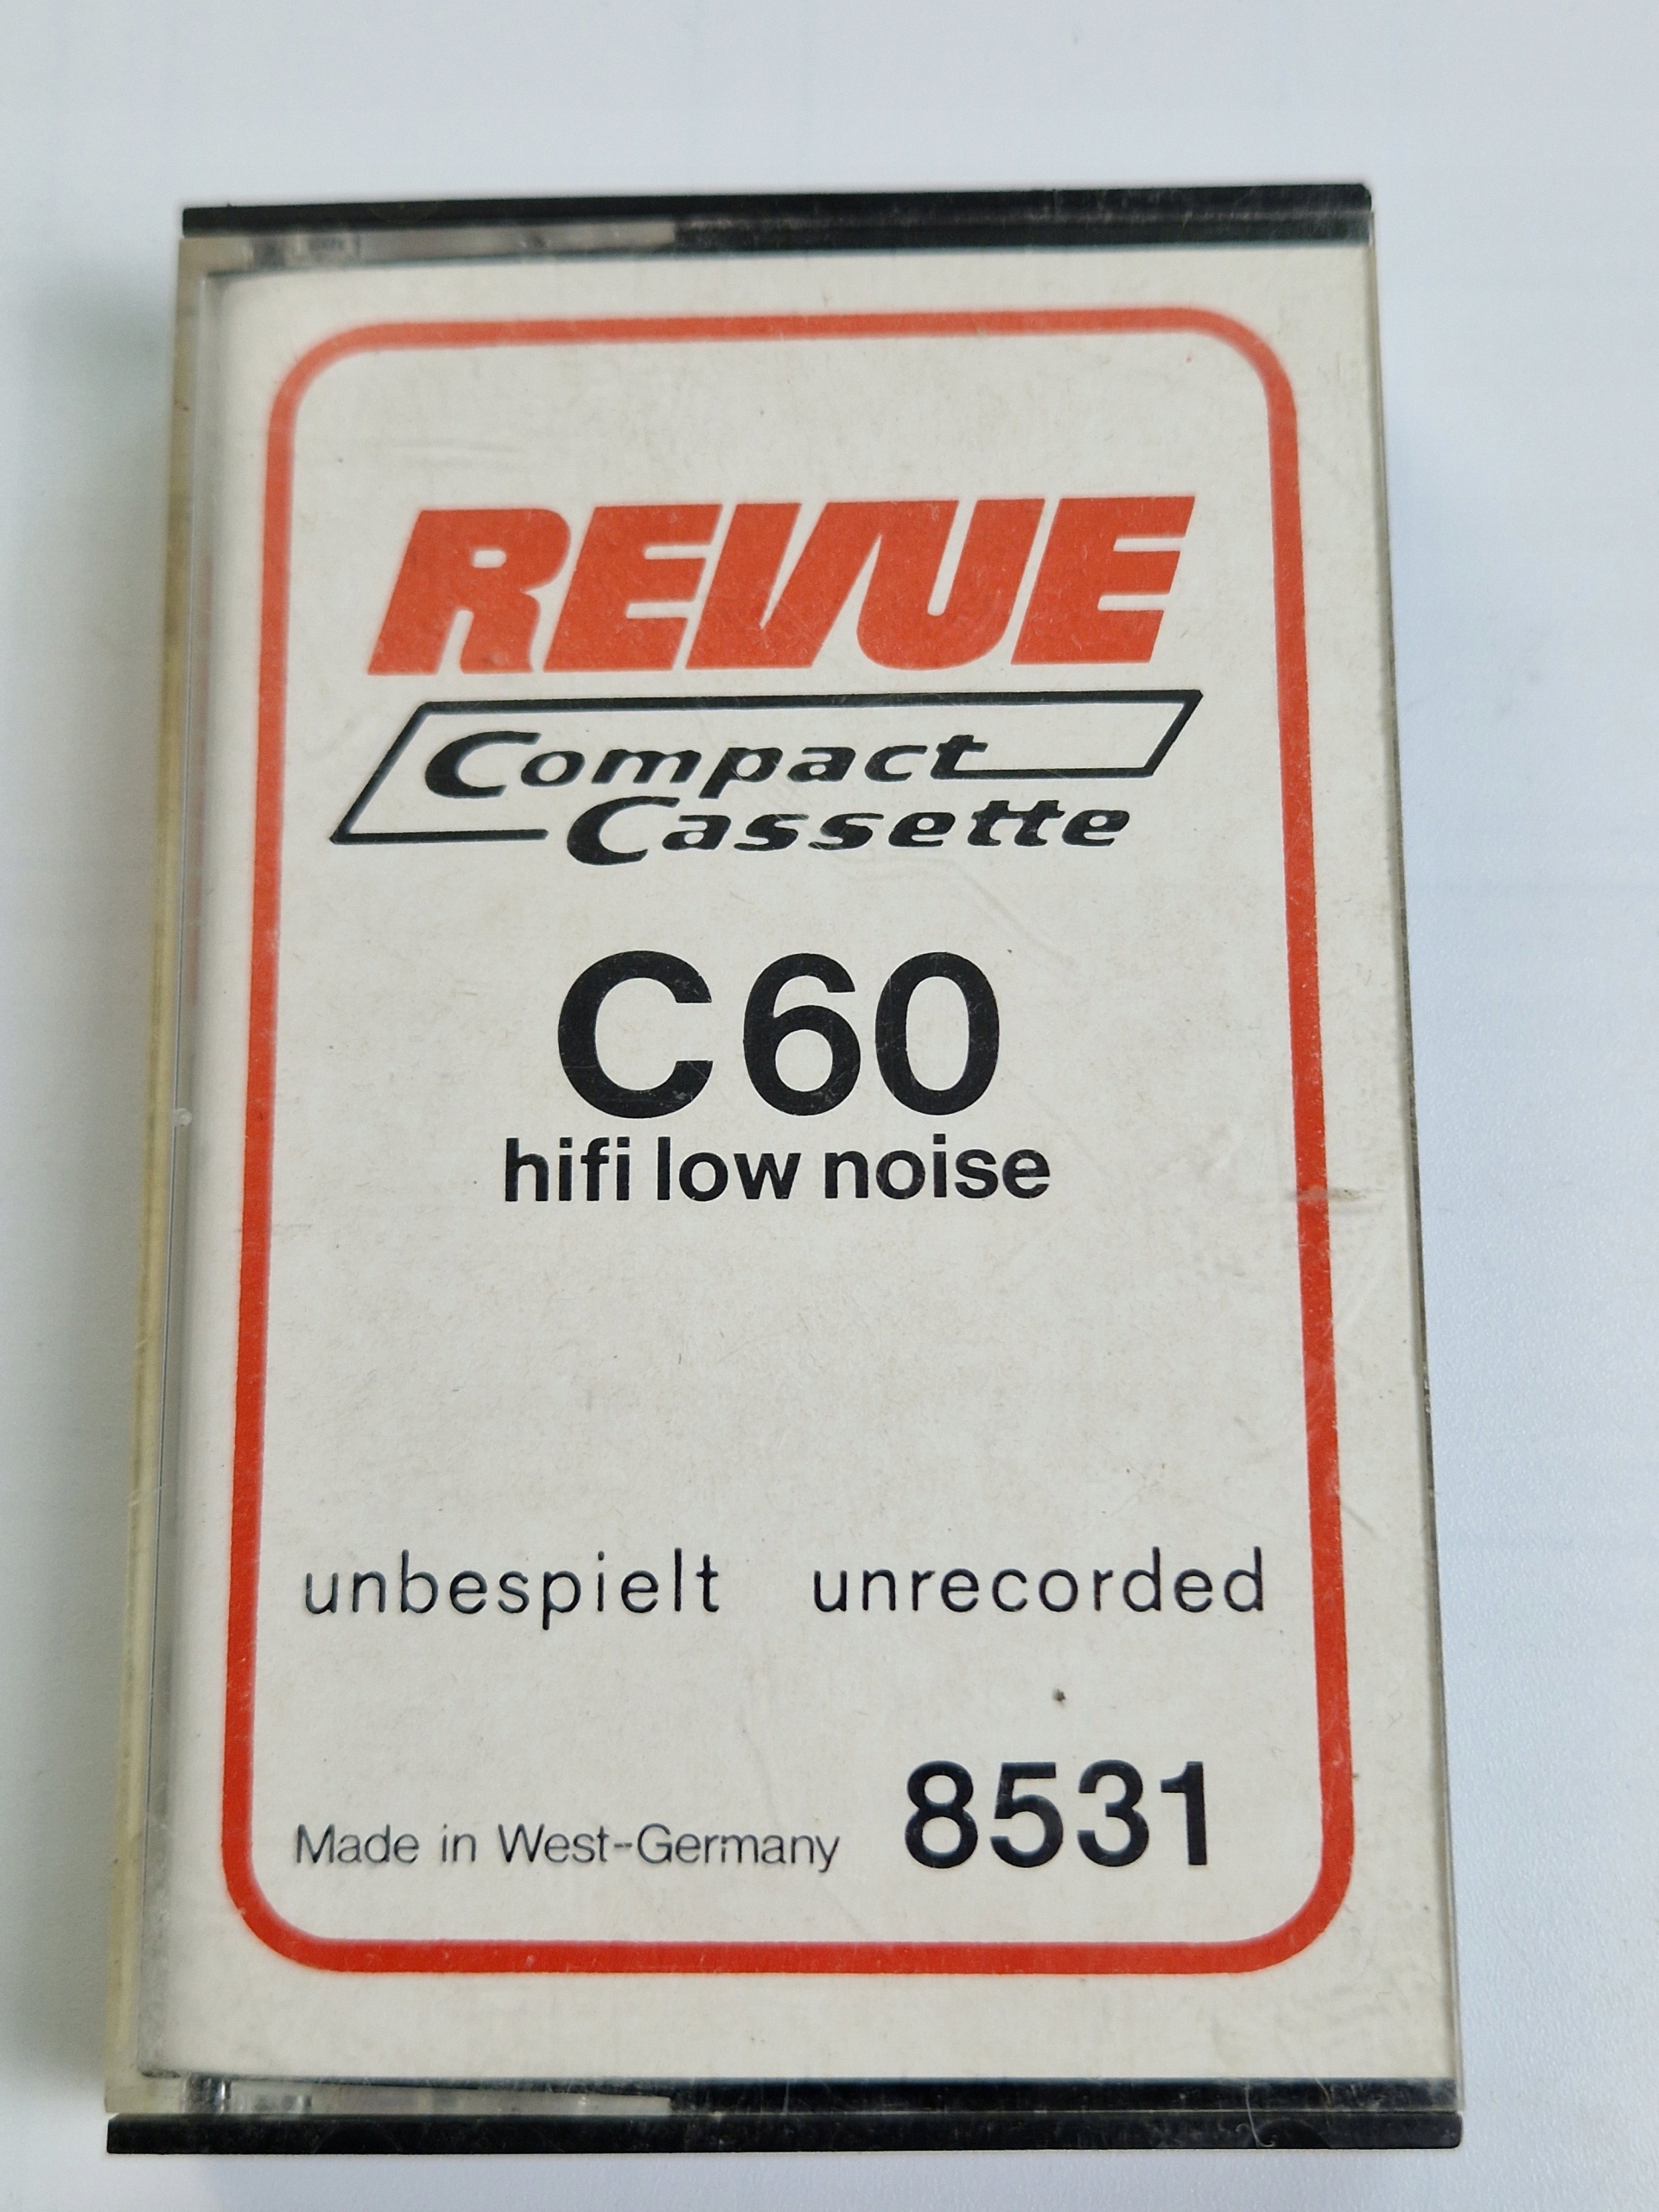 REVUE
Compact
Cassette
C60
hifi low noise
unbespielt unrecorded
Made in West-Germany 8531